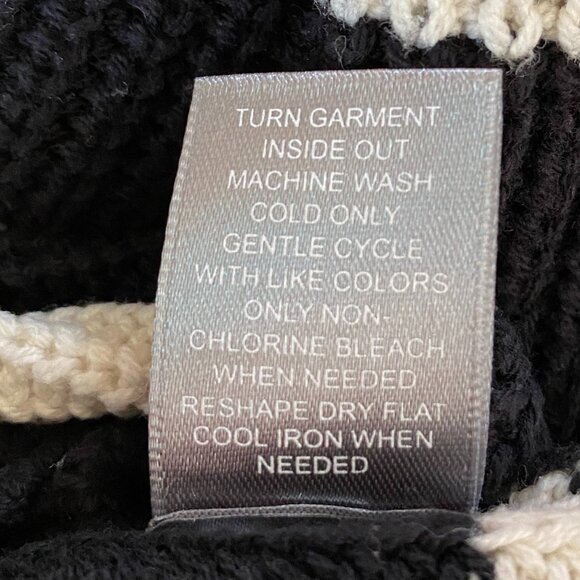 TURN GARMENT
INSIDE OUT
MACHINE WASH
COLD ONLY
GENTLE CYCLE
WITH LIKE COLORS
ONLY NON-
CHLORINE BLEACH
WHEN NEEDED
RESHAPE DRY FLAT
COOL IRON WHEN
NEEDED